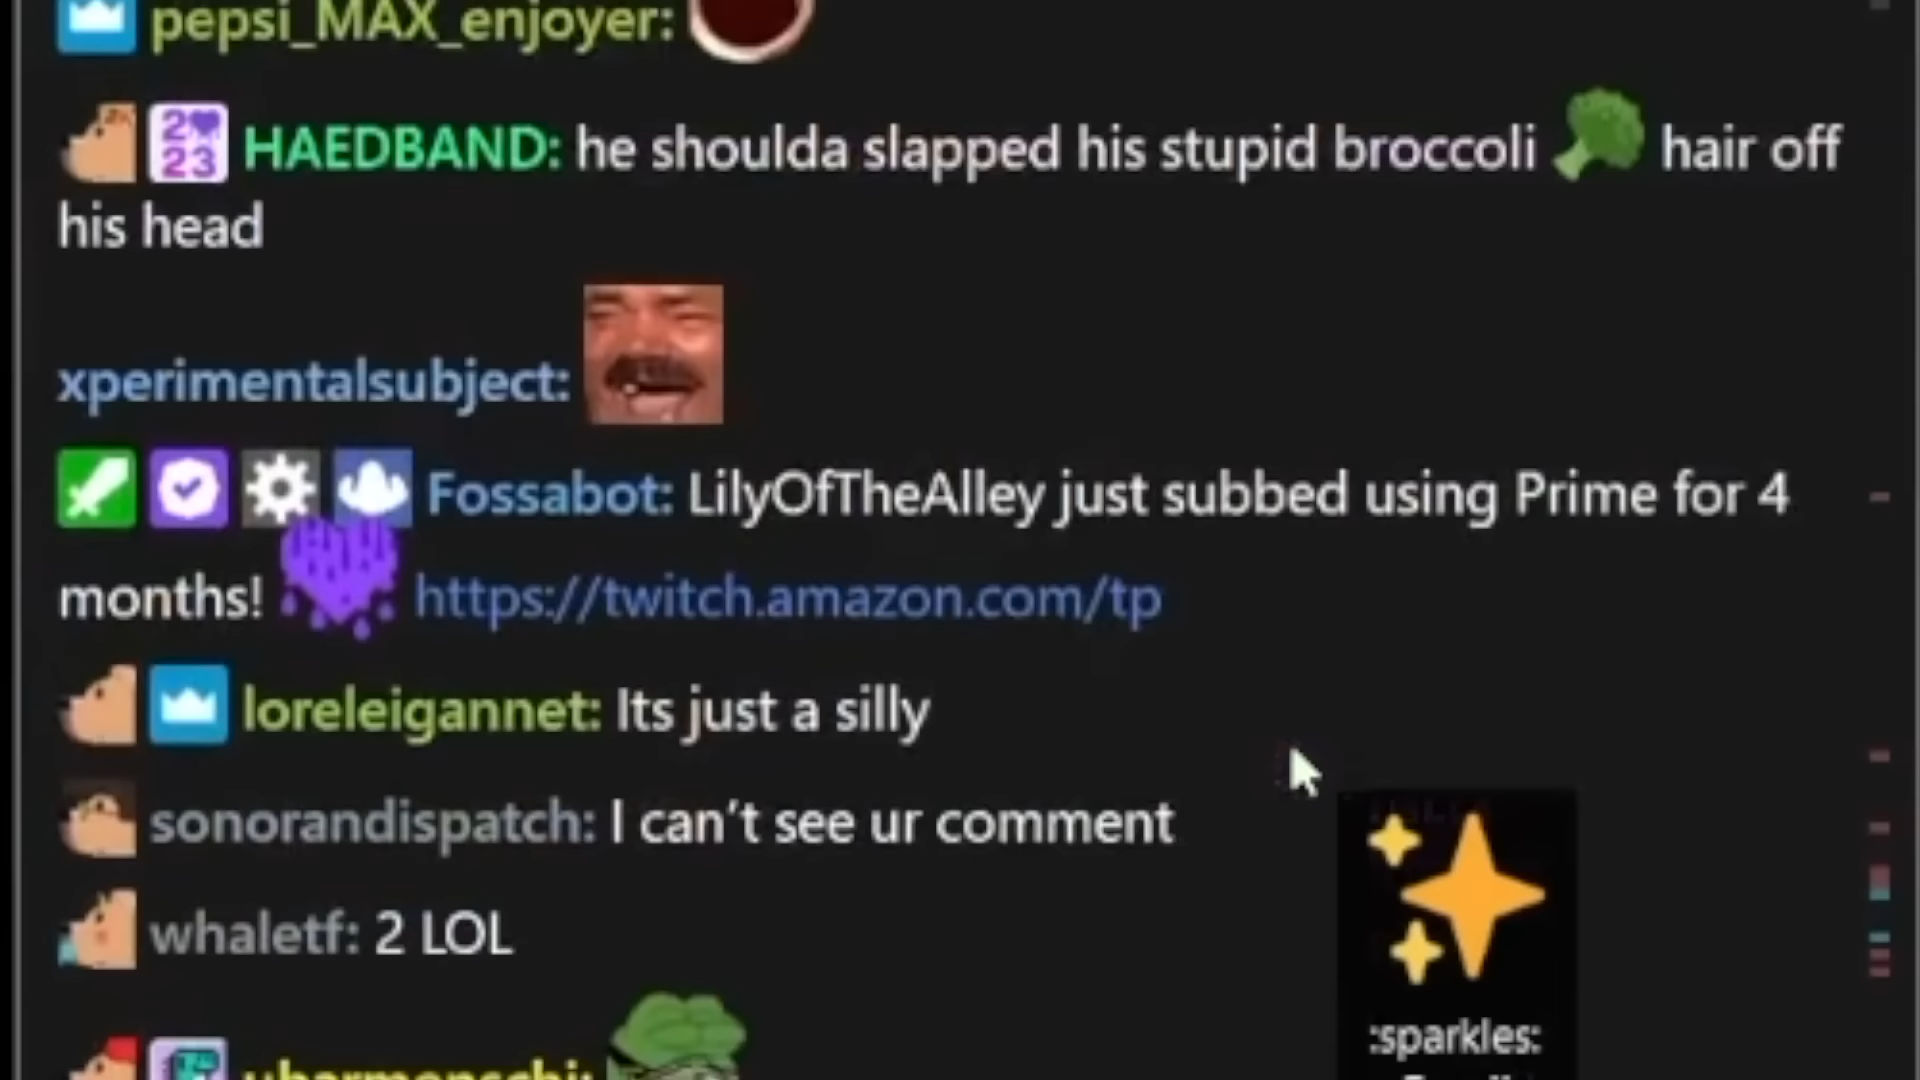 pepsi_MAX_enjoyer:
2
23 HAEDBAND: he shoulda slapped his stupid broccoli hair off
his head
xperimentalsubject:
Fossabot: LilyOfTheAlley just subbed using Prime for 4
months! https://twitch.amazon.com/tp
loreleigannet: Its just a silly
sonorandispatch: I can't see ur comment
whaletf: 2 LOL
:sparkles: